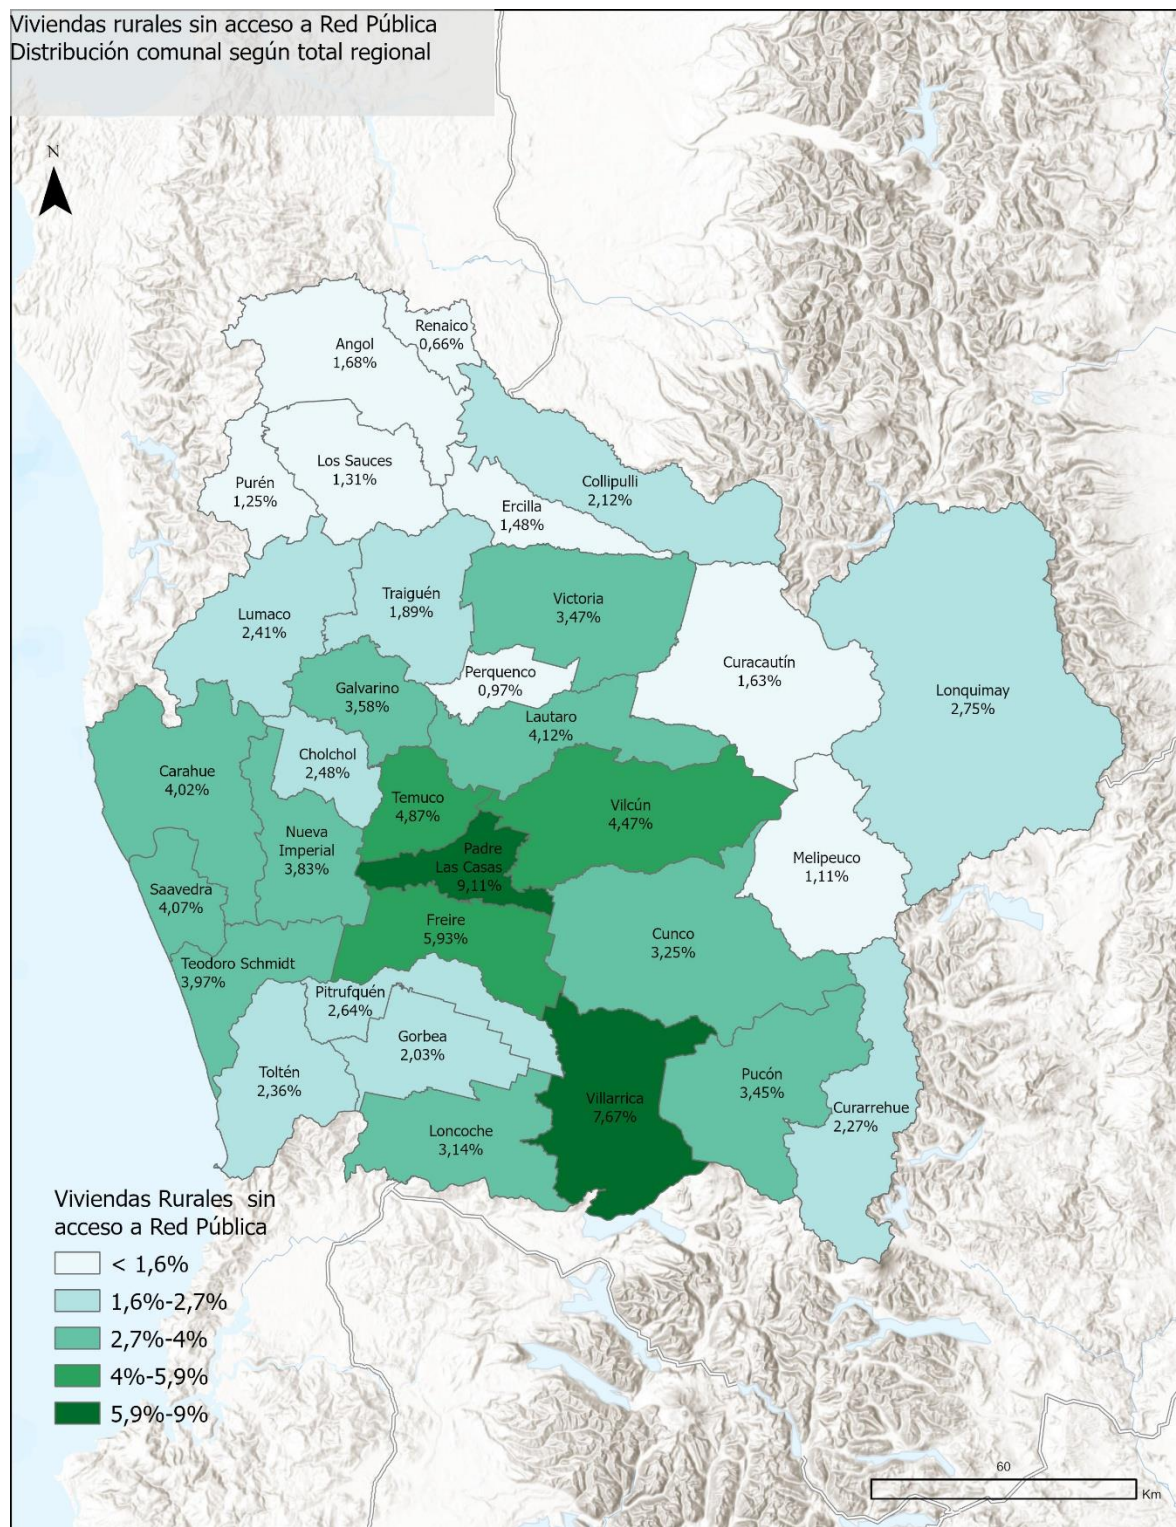 Viviendas rurales sin acceso a Red Pública
Distribución comunal según total regional
N
Renaico
0,66%
Angol
1,68%
Los Sauces
1,31%
Purén
1,25%
Collipulli
2,12%
Ercilla
1,48%
Traiguén
1,89%
Victoria
3,47%
Lumaco
2,41%
Curacautín
1,63%
Perquenco
0,97%
Galvarino
3,58%
Lonquimay
2,75%
Lautaro
4,12%
Cholchol
2,48%
Carahue
4,02%
Temuco
4,87%
Vilcún
4,47%
Nueva
Imperial
3,83%
Padre
Las Casas
9,11%
Melipeuco
1,11%
Saavedra
4,07%
Freire
5,93%
Cunco
3,25%
Teodoro Schmidt
3,97%
Pitrufquén
2,64%
Gorbea
2,03%
Toltén
2,36%
Pucón
3,45%
Villarrica
7,67%
Curarrehue
2,27%
Loncoche
3,14%
Viviendas Rurales sin
acceso a Red Pública
< 1,6%
1,6%-2,7%
2,7%-4%
4%-5,9%
5,9%-9%
60
Km